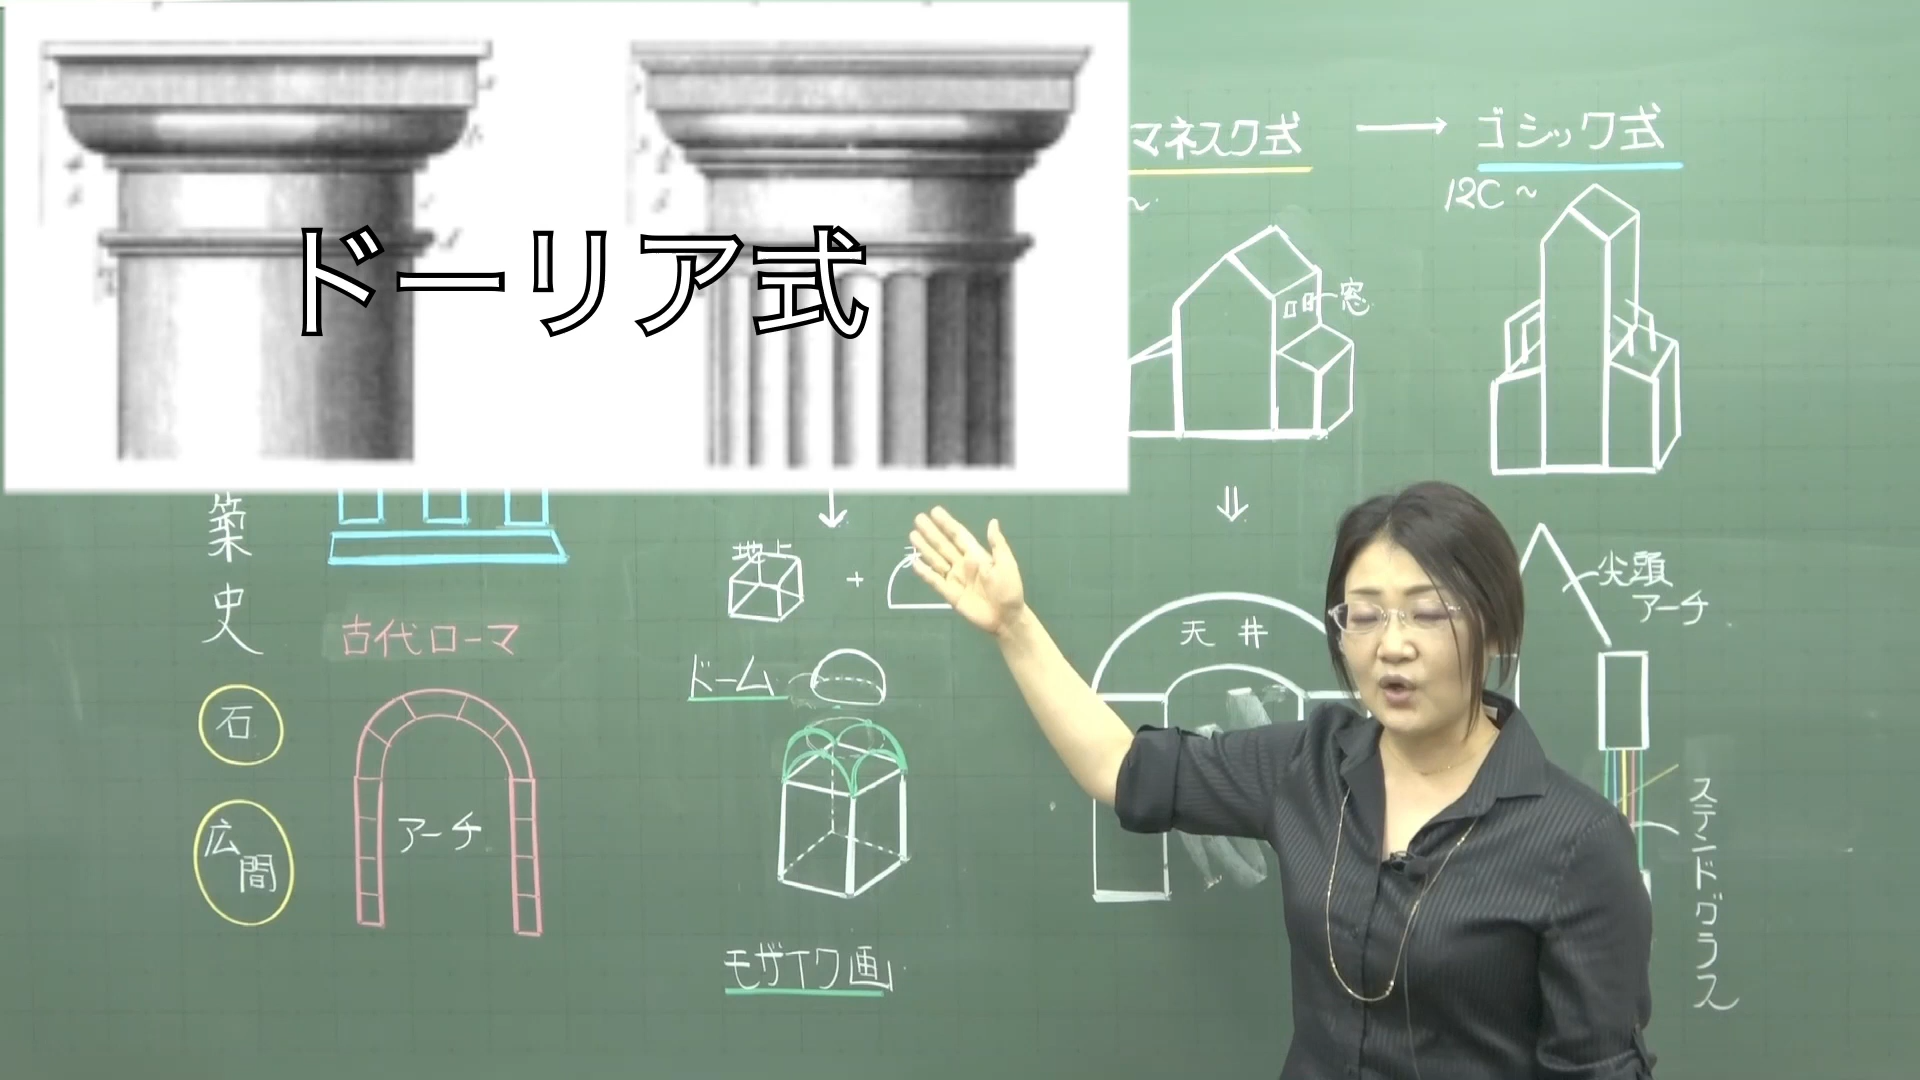 ドーリア式
マネスク式 → ゴシック式
～
12C～
窓
築
史
石
広
間
古代ローマ
アーチ
地上
+
ドーム
モザイク画
天井
尖頭
アーチ
ステンドグラス